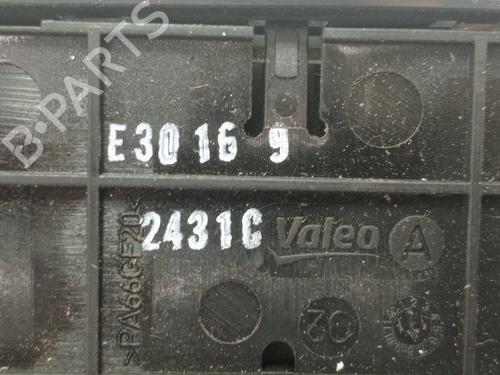 B-PARTS
E30 16 9
2431C
Valeo
A
>PA66GF20<
02